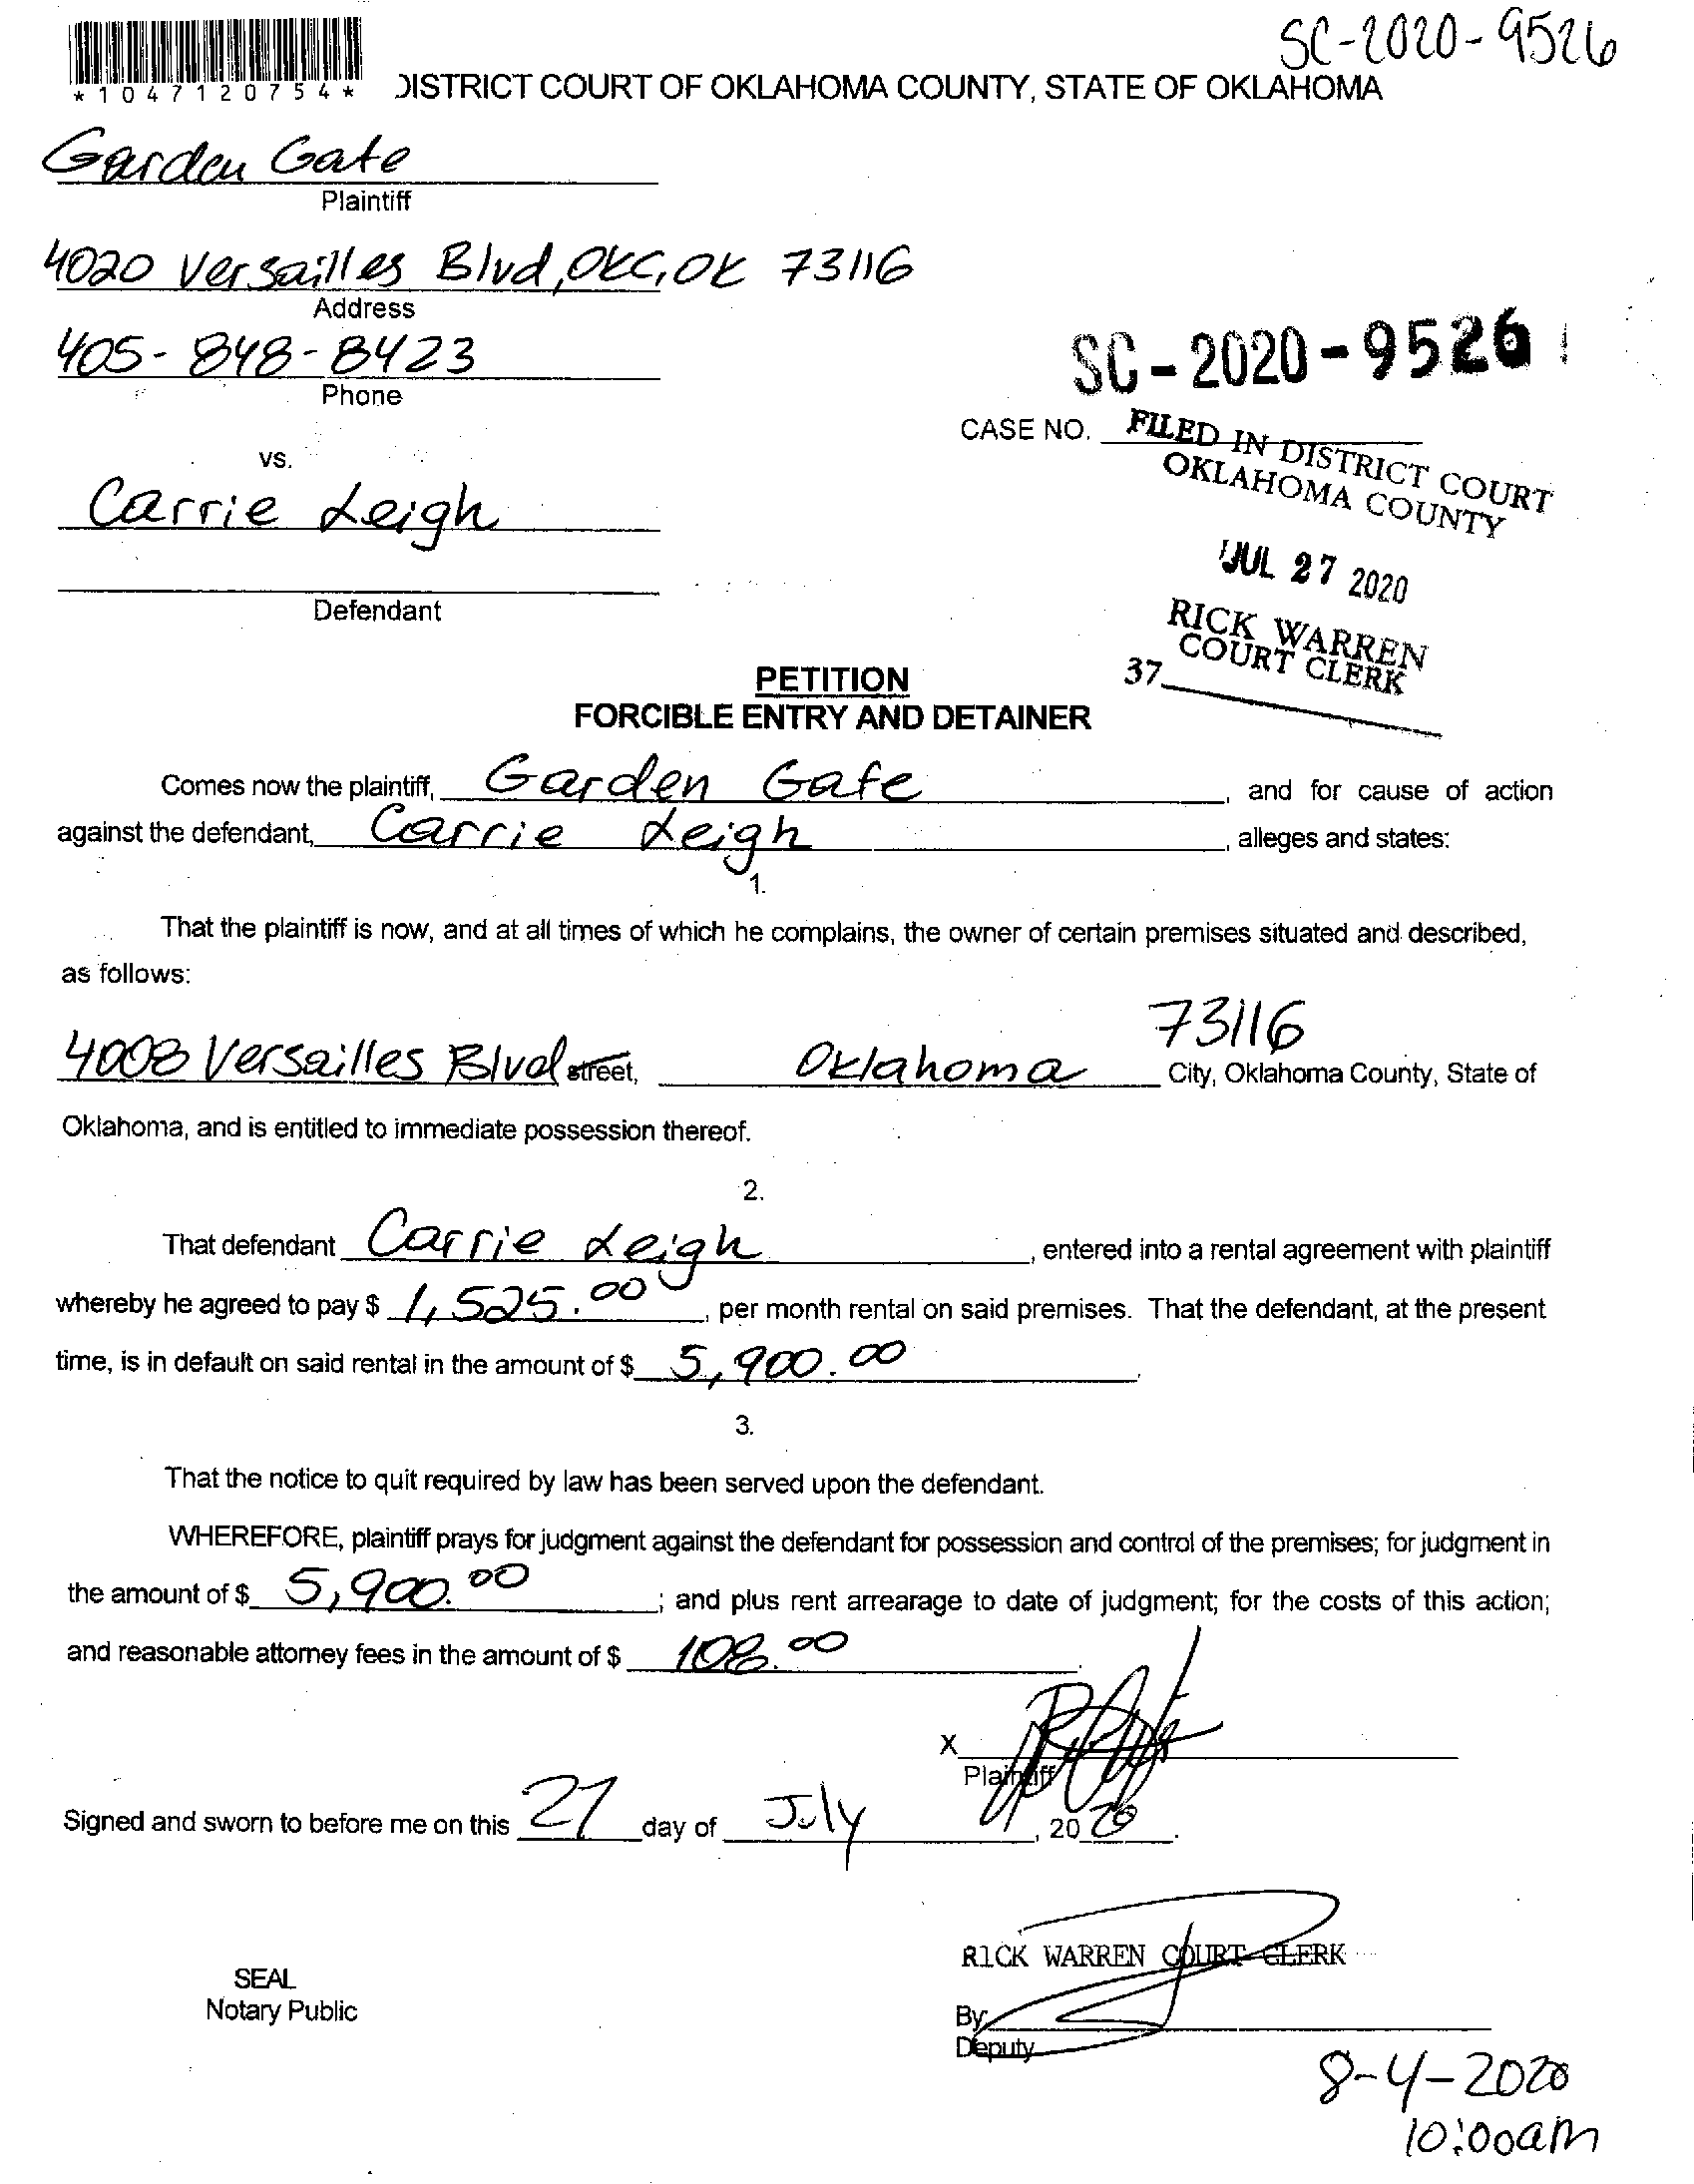 SC-2020-9526
*1047120754*
DISTRICT COURT OF OKLAHOMA COUNTY, STATE OF OKLAHOMA
Garden Gate
Plaintiff
4020 Versailles Blvd, OKC, OK 73116
Address
405-848-8423
Phone
SC-2020-9526
CASE NO.
FILED IN DISTRICT COURT
OKLAHOMA COUNTY
vs.
Carrie Leigh
JUL 27 2020
Defendant
RICK WARREN
COURT CLERK
37
PETITION
FORCIBLE ENTRY AND DETAINER
Comes now the plaintiff, Garden Gate, and for cause of action
against the defendant, Carrie Leigh, alleges and states:
1.
That the plaintiff is now, and at all times of which he complains, the owner of certain premises situated and described,
as follows:
73116
4008 Versailles Blvd street, Oklahoma City, Oklahoma County, State of
Oklahoma, and is entitled to immediate possession thereof.
2.
That defendant Carrie Leigh, entered into a rental agreement with plaintiff
whereby he agreed to pay $ 1,525.00, per month rental on said premises. That the defendant, at the present
time, is in default on said rental in the amount of $ 5,900.00.
3.
That the notice to quit required by law has been served upon the defendant.
WHEREFORE, plaintiff prays for judgment against the defendant for possession and control of the premises; for judgment in
the amount of $ 5,900.00; and plus rent arrearage to date of judgment; for the costs of this action;
and reasonable attorney fees in the amount of $ 108.00.
X
Plaintiff
Signed and sworn to before me on this 27 day of July, 2020.
RICK WARREN COURT CLERK
SEAL
Notary Public
By
Deputy
8-4-2020
10:00am